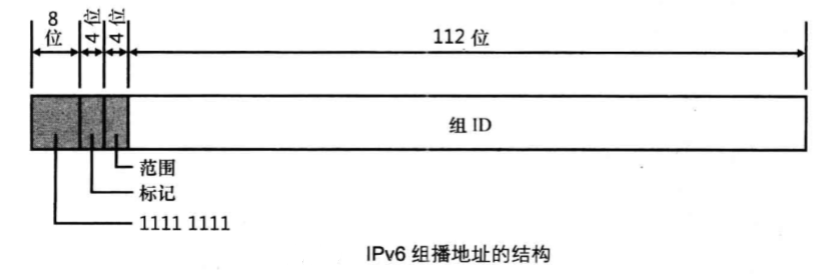 8位 4位 4位 112 位
组 ID
范围
标记
1111 1111
IPv6 组播地址的结构